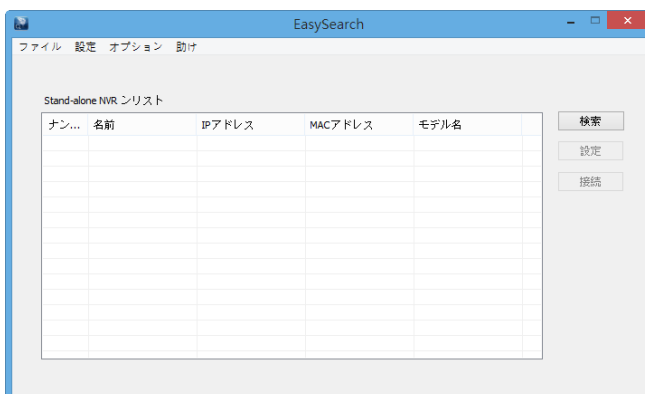 EasySearch
ファイル 設定 オプション 助け
Stand-alone NVR ンリスト
ナン... 名前 IPアドレス MACアドレス モデル名
検索
設定
接続